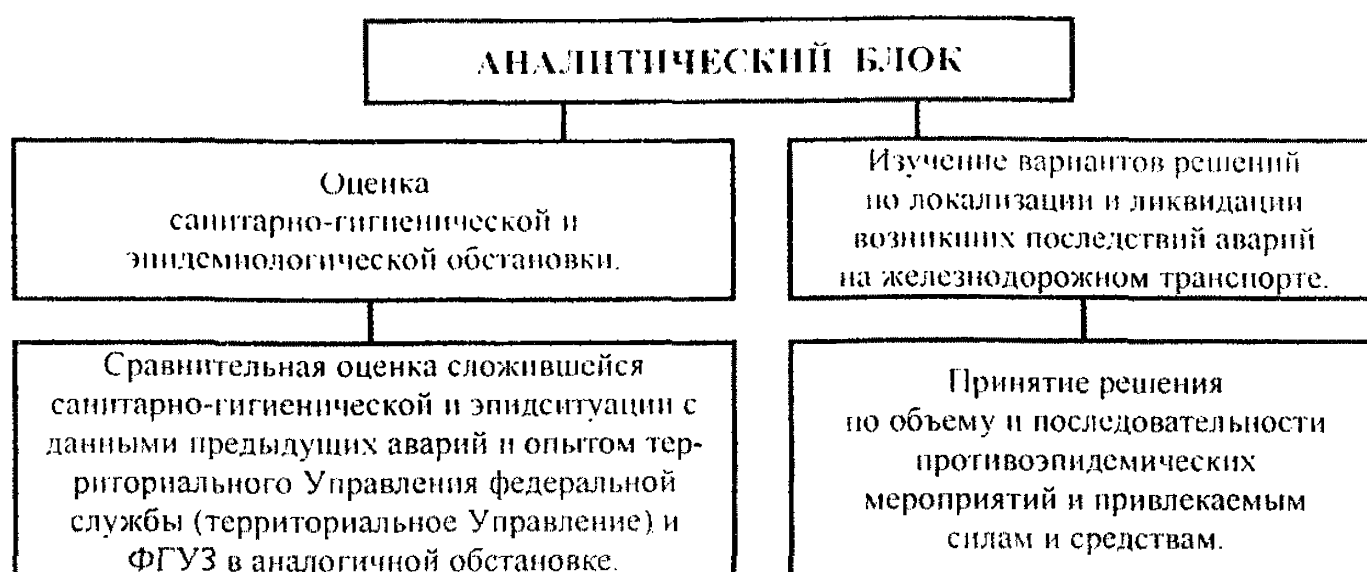 АНАЛИТИЧЕСКИЙ БЛОК
Оценка
санитарно-гигиенической и
эпидемиологической обстановки.
Изучение вариантов решений
по локализации и ликвидации
возникших последствий аварий
на железнодорожном транспорте.
Сравнительная оценка сложившейся
санитарно-гигиенической и эпидситуации с
данными предыдущих аварий и опытом тер-
риториального Управления федеральной
службы (территориальное Управление) и
ФГУЗ в аналогичной обстановке.
Принятие решения
по объему и последовательности
противоэпидемических
мероприятий и привлекаемым
силам и средствам.